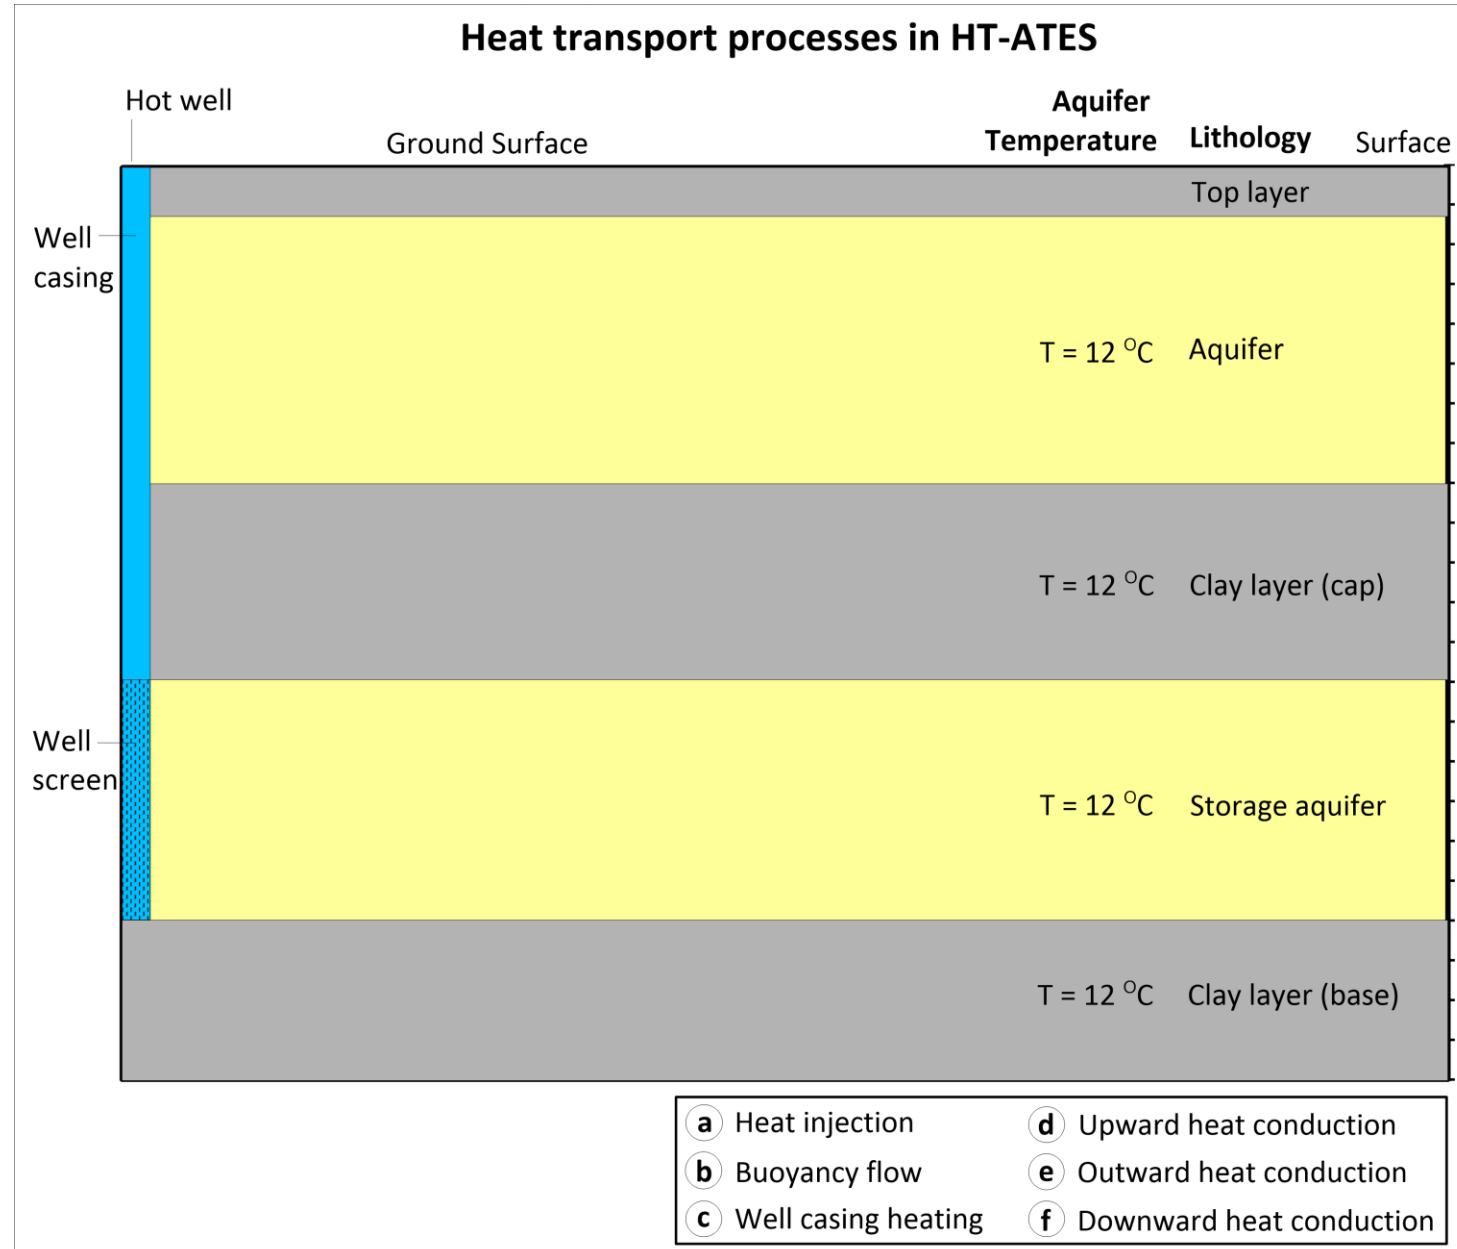 Heat transport processes in HT-ATES
Hot well
Ground Surface
Aquifer
Temperature
Lithology
Surface
Top layer
Well
casing
T = 12 °C Aquifer
T = 12 °C Clay layer (cap)
Well
screen
T = 12 °C Storage aquifer
T = 12 °C Clay layer (base)
a Heat injection
b Buoyancy flow
c Well casing heating
d Upward heat conduction
e Outward heat conduction
f Downward heat conduction